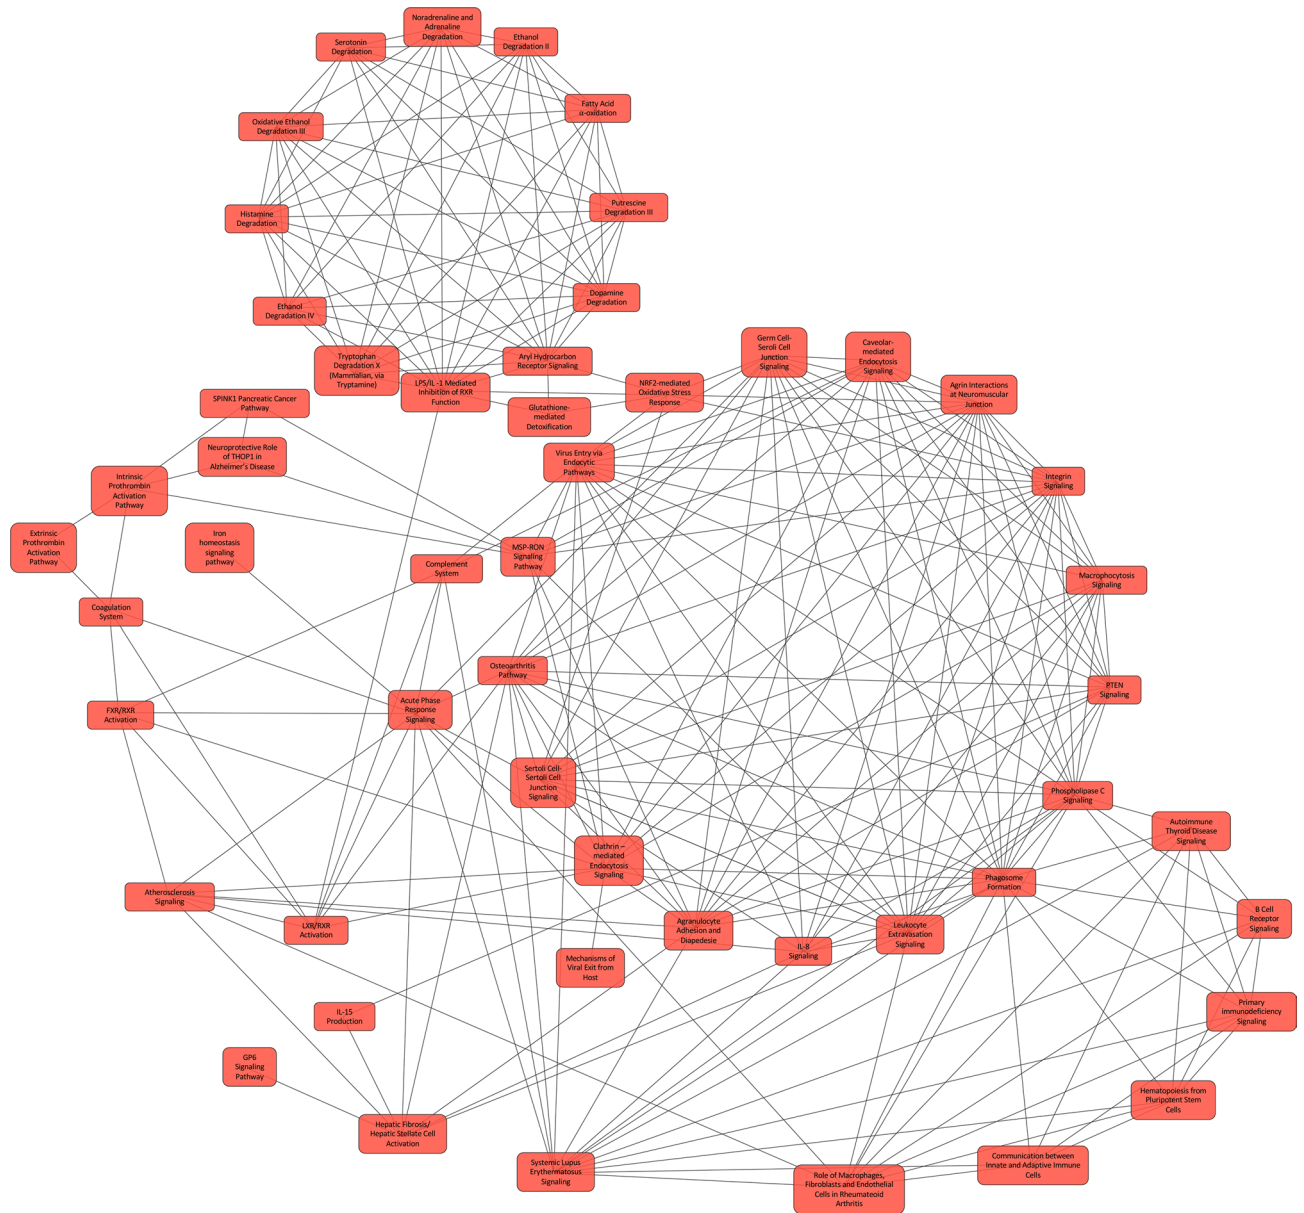 Noradrenaline and
Adrenaline
Degradation
Serotonin
Degradation
Ethanol
Degradation II
Fatty Acid
α-oxidation
Oxidative Ethanol
Degradation III
Histamine
Degradation
Putrescine
Degradation III
Ethanol
Degradation IV
Dopamine
Degradation
Tryptophan
Degradation X
(Mammalian, via
Tryptamine)
LPS/IL -1 Mediated
Inhibition of RXR
Function
Aryl Hydrocarbon
Receptor Signaling
Glutathione-
mediated
Detoxification
NRF2-mediated
Oxidative Stress
Response
Germ Cell-
Seroli Cell
Junction
Signaling
Caveolar-
mediated
Endocytosis
Signaling
Agrin Interactions
at Neuromuscular
Junction
SPINK1 Pancreatic Cancer
Pathway
Neuroprotective Role
of THOP1 in
Alzheimer's Disease
Intrinsic
Prothrombin
Activation
Pathway
Virus Entry via
Endocytic
Pathways
Integrin
Signaling
Extrinsic
Prothrombin
Activation
Pathway
Iron
homeostasis
signaling
pathway
Complement
System
MSP-RON
Signaling
Pathway
Macrophocytosis
Signaling
Coagulation
System
Osteoarthritis
Pathway
PTEN
Signaling
FXR/RXR
Activation
Acute Phase
Response
Signaling
Sertoli Cell-
Sertoli Cell
Junction
Signaling
Phospholipase C
Signaling
Autoimmune
Thyroid Disease
Signaling
Clathrin –
mediated
Endocytosis
Signaling
Phagosome
Formation
Atherosclerosis
Signaling
LXR/RXR
Activation
Agranulocyte
Adhesion and
Diapedesie
IL-8
Signaling
Leukocyte
Extravasation
Signaling
B Cell
Receptor
Signaling
Mechanisms of
Viral Exit from
Host
IL-15
Production
Primary
immunodeficiency
Signaling
GP6
Signaling
Pathway
Hepatic Fibrosis/
Hepatic Stellate Cell
Activation
Hematopoiesis from
Pluripotent Stem
Cells
Systemic Lupus
Erythermatosus
Signaling
Role of Macrophages,
Fibroblasts and Endothelial
Cells in Rheumateoid
Arthritis
Communication between
Innate and Adaptive Immune
Cells